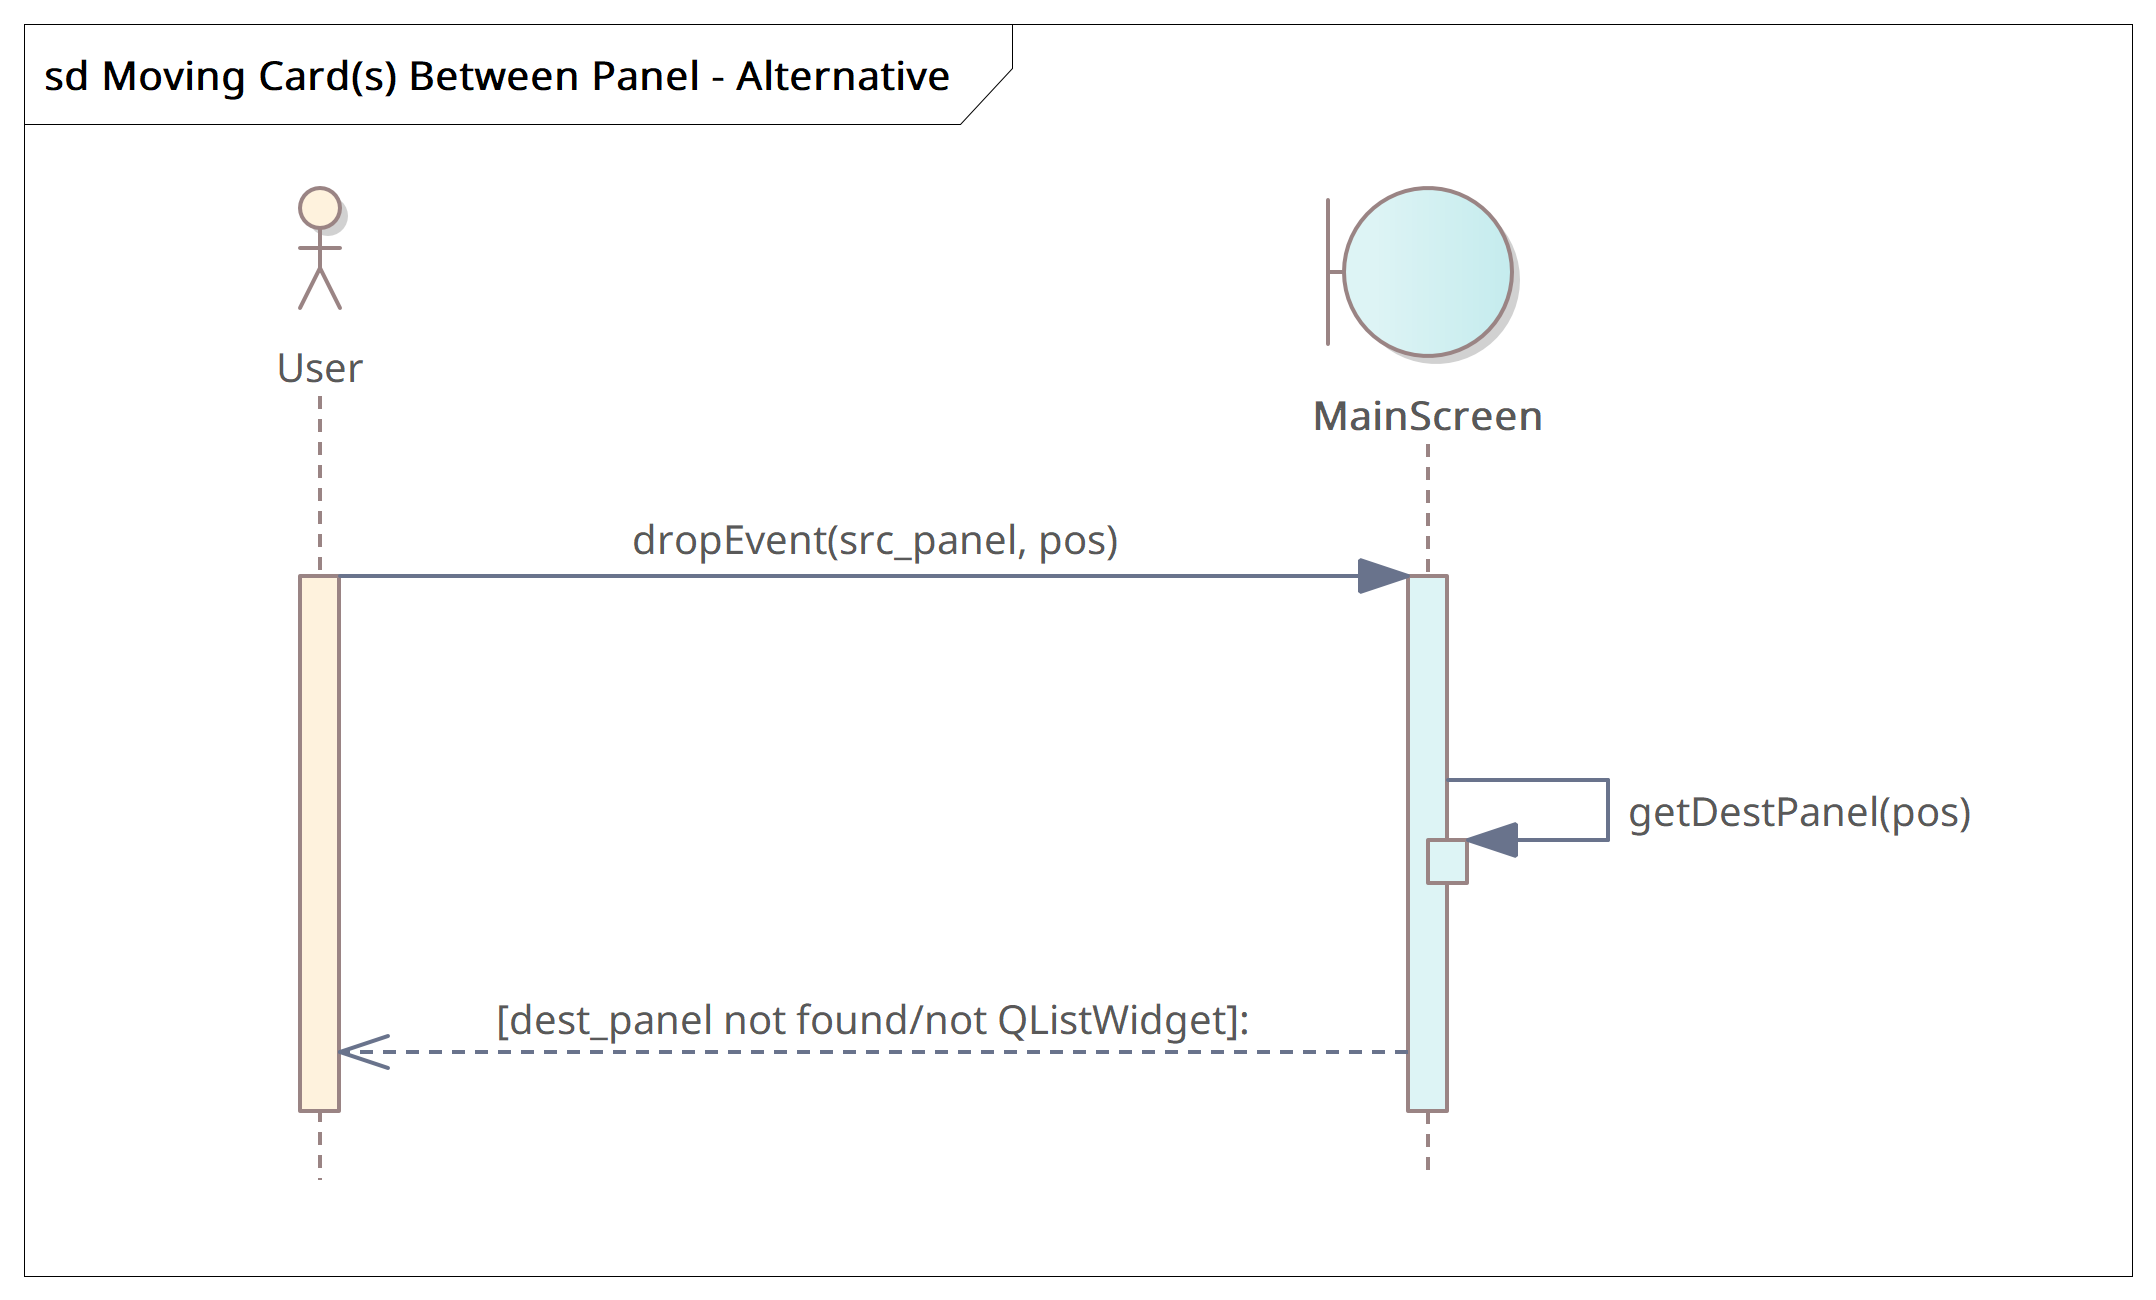 sd Moving Card(s) Between Panel - Alternative
User
MainScreen
dropEvent(src_panel, pos)
getDestPanel(pos)
[dest_panel not found/not QListWidget]: